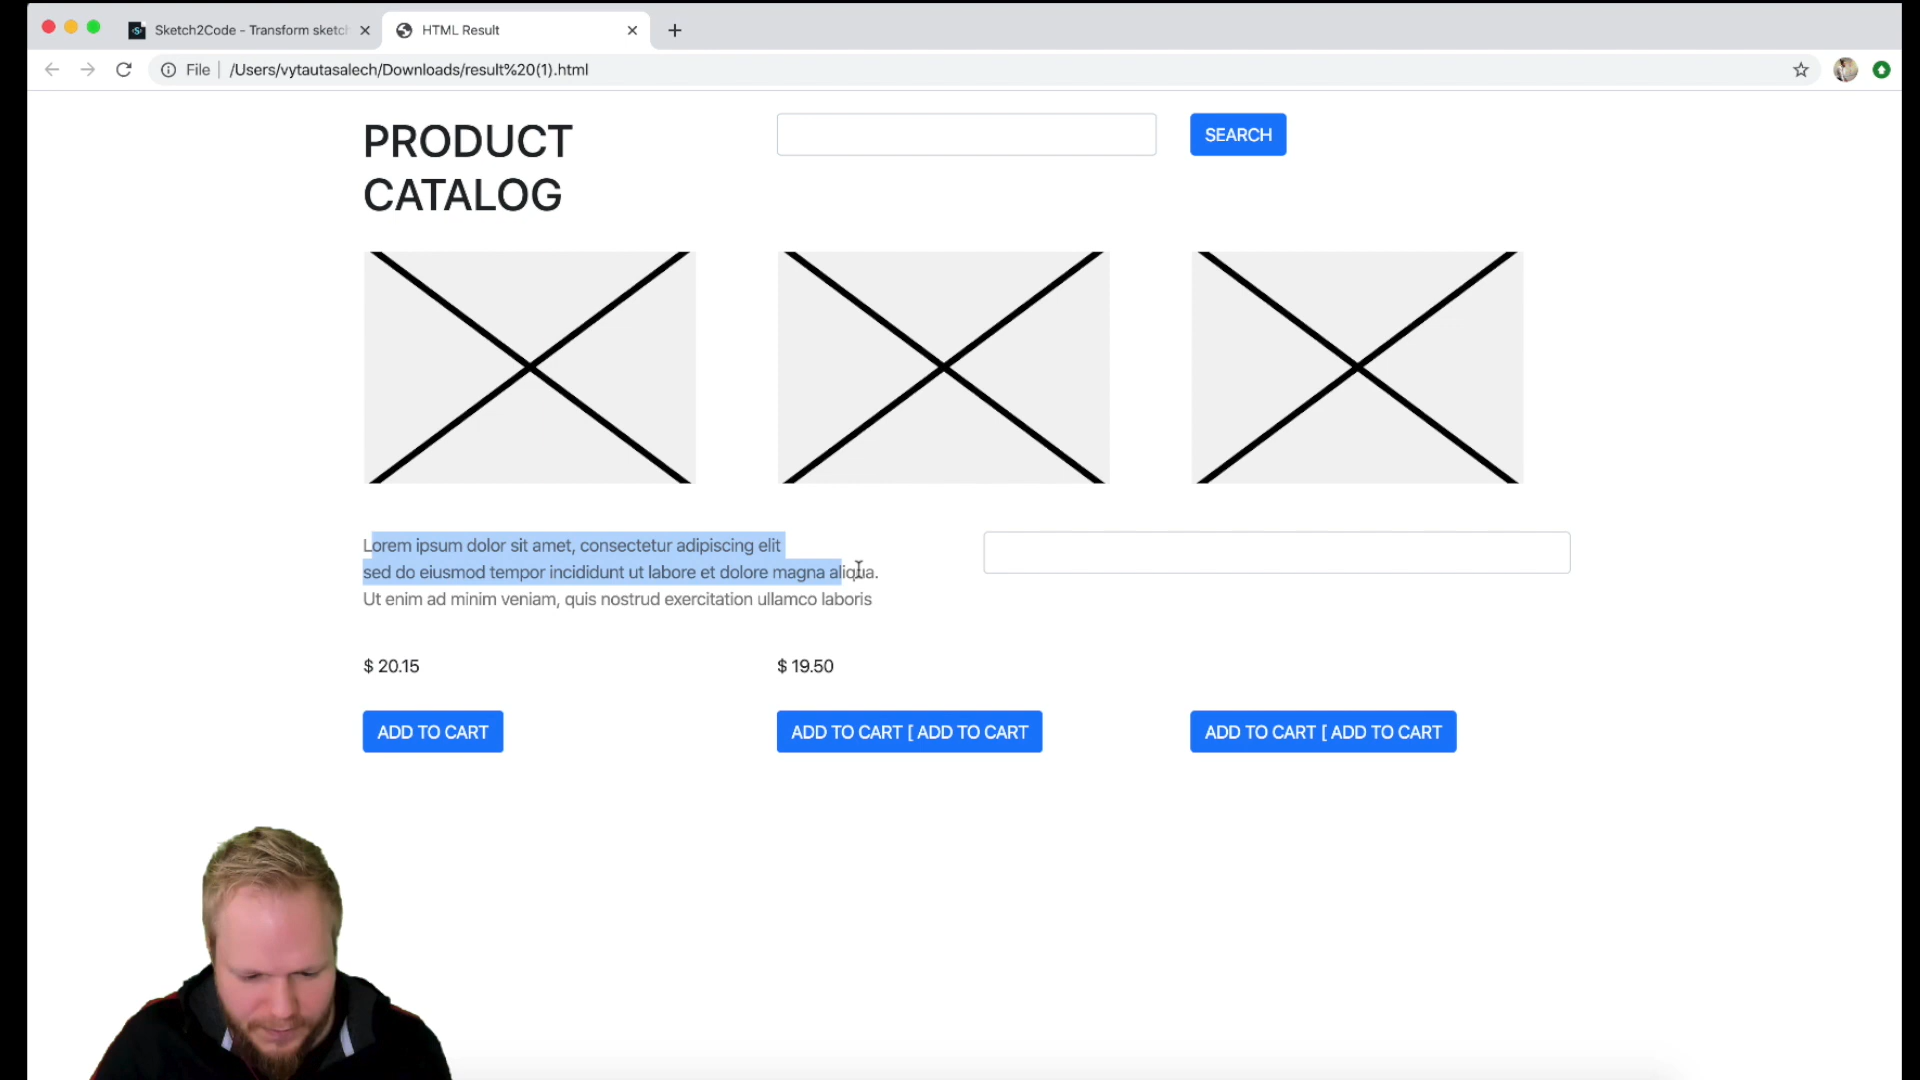 Sketch2Code - Transform sketc
HTML Result
File /Users/vytautasalech/Downloads/result%20(1).html
PRODUCT
CATALOG
SEARCH
Lorem ipsum dolor sit amet, consectetur adipiscing elit
sed do eiusmod tempor incididunt ut labore et dolore magna aliqua.
Ut enim ad minim veniam, quis nostrud exercitation ullamco laboris
$ 20.15
$ 19.50
ADD TO CART
ADD TO CART [ ADD TO CART
ADD TO CART [ ADD TO CART